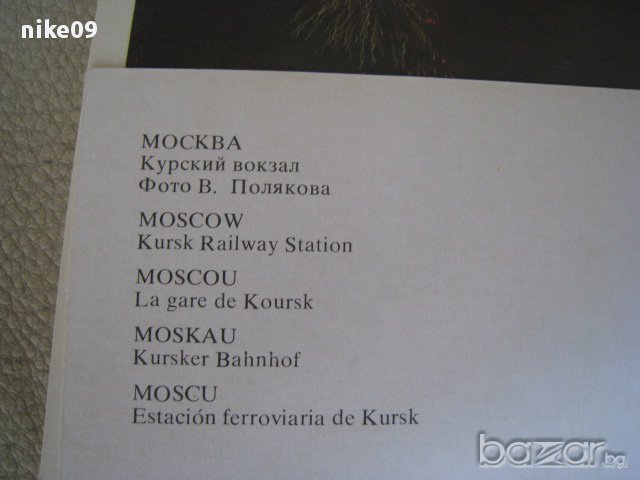 nike09
МОСКВА
Курский вокзал
Фото В. Полякова
MOSCOW
Kursk Railway Station
MOSCOU
La gare de Koursk
MOSKAU
Kursker Bahnhof
MOSCU
Estación ferroviaria de Kursk
bazar.bg